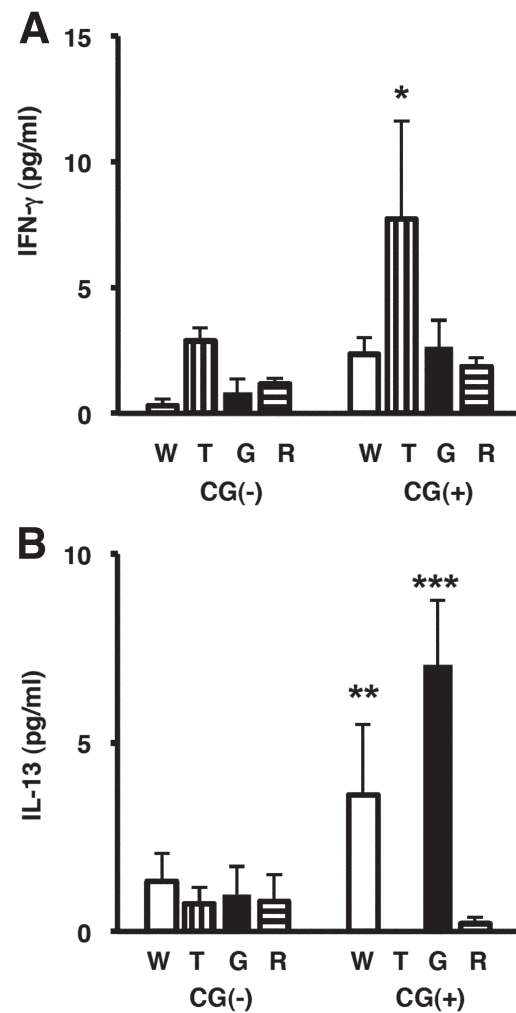 A
15
*
10
IFN-γ (pg/ml)
5
0
W T G R W T G R
CG(-) CG(+)
B
10
***
**
IL-13 (pg/ml)
5
0
W T G R W T G R
CG(-) CG(+)